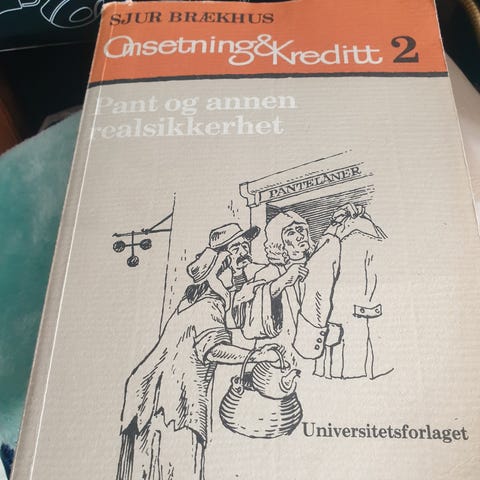 SJUR BRÆKHUS
Omsetning & Kreditt 2
Pant og annen
realsikkerhet
PANTELÅNER
Universitetsforlaget